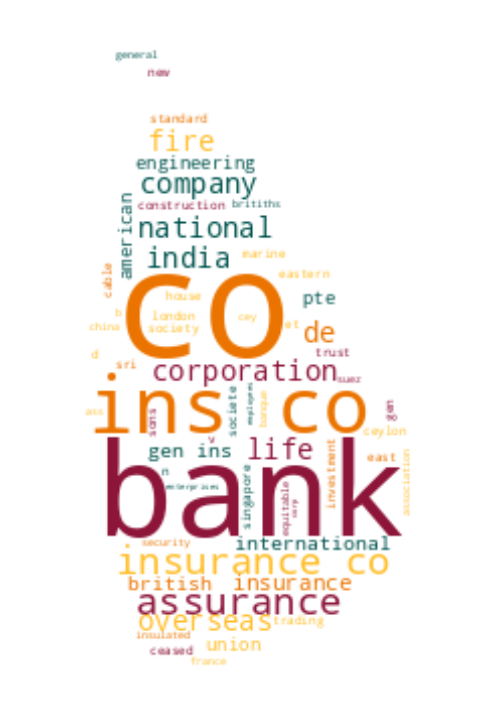 general
new
standard
fire
engineering
company
american
construction
britiths
national
india
marine
cable
eastern
co
house
pte
b
london
cey
china
society
et
de
d
trust
sri
corporation
suez
ins co
ass
sons
societe
employees
banque
gen
ceylon
v
gen ins
life
n
east
enterprises
singapore
equitable
corp
investment
association
bank
security
international
insurance co
british
insurance
assurance
overseas
trading
insulated
ceased
union
france